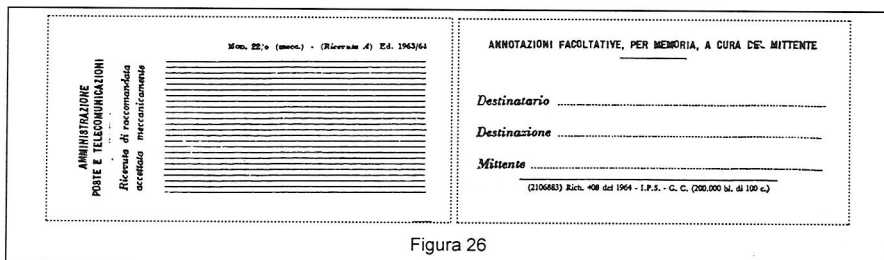 Mod. 22/o (mecc.) - (Ricevuta A) Ed. 1963/64
AMMINISTRAZIONE
POSTE E TELECOMUNICAZIONI
Ricevuta di raccomandata
accettata meccanicamente
ANNOTAZIONI FACOLTATIVE, PER MEMORIA, A CURA DEL MITTENTE
Destinatario
Destinazione
Mittente
(2106883) Rich. 408 del 1964 - I.P.S. - G. C. (200.000 bl. di 100 c.)
Figura 26